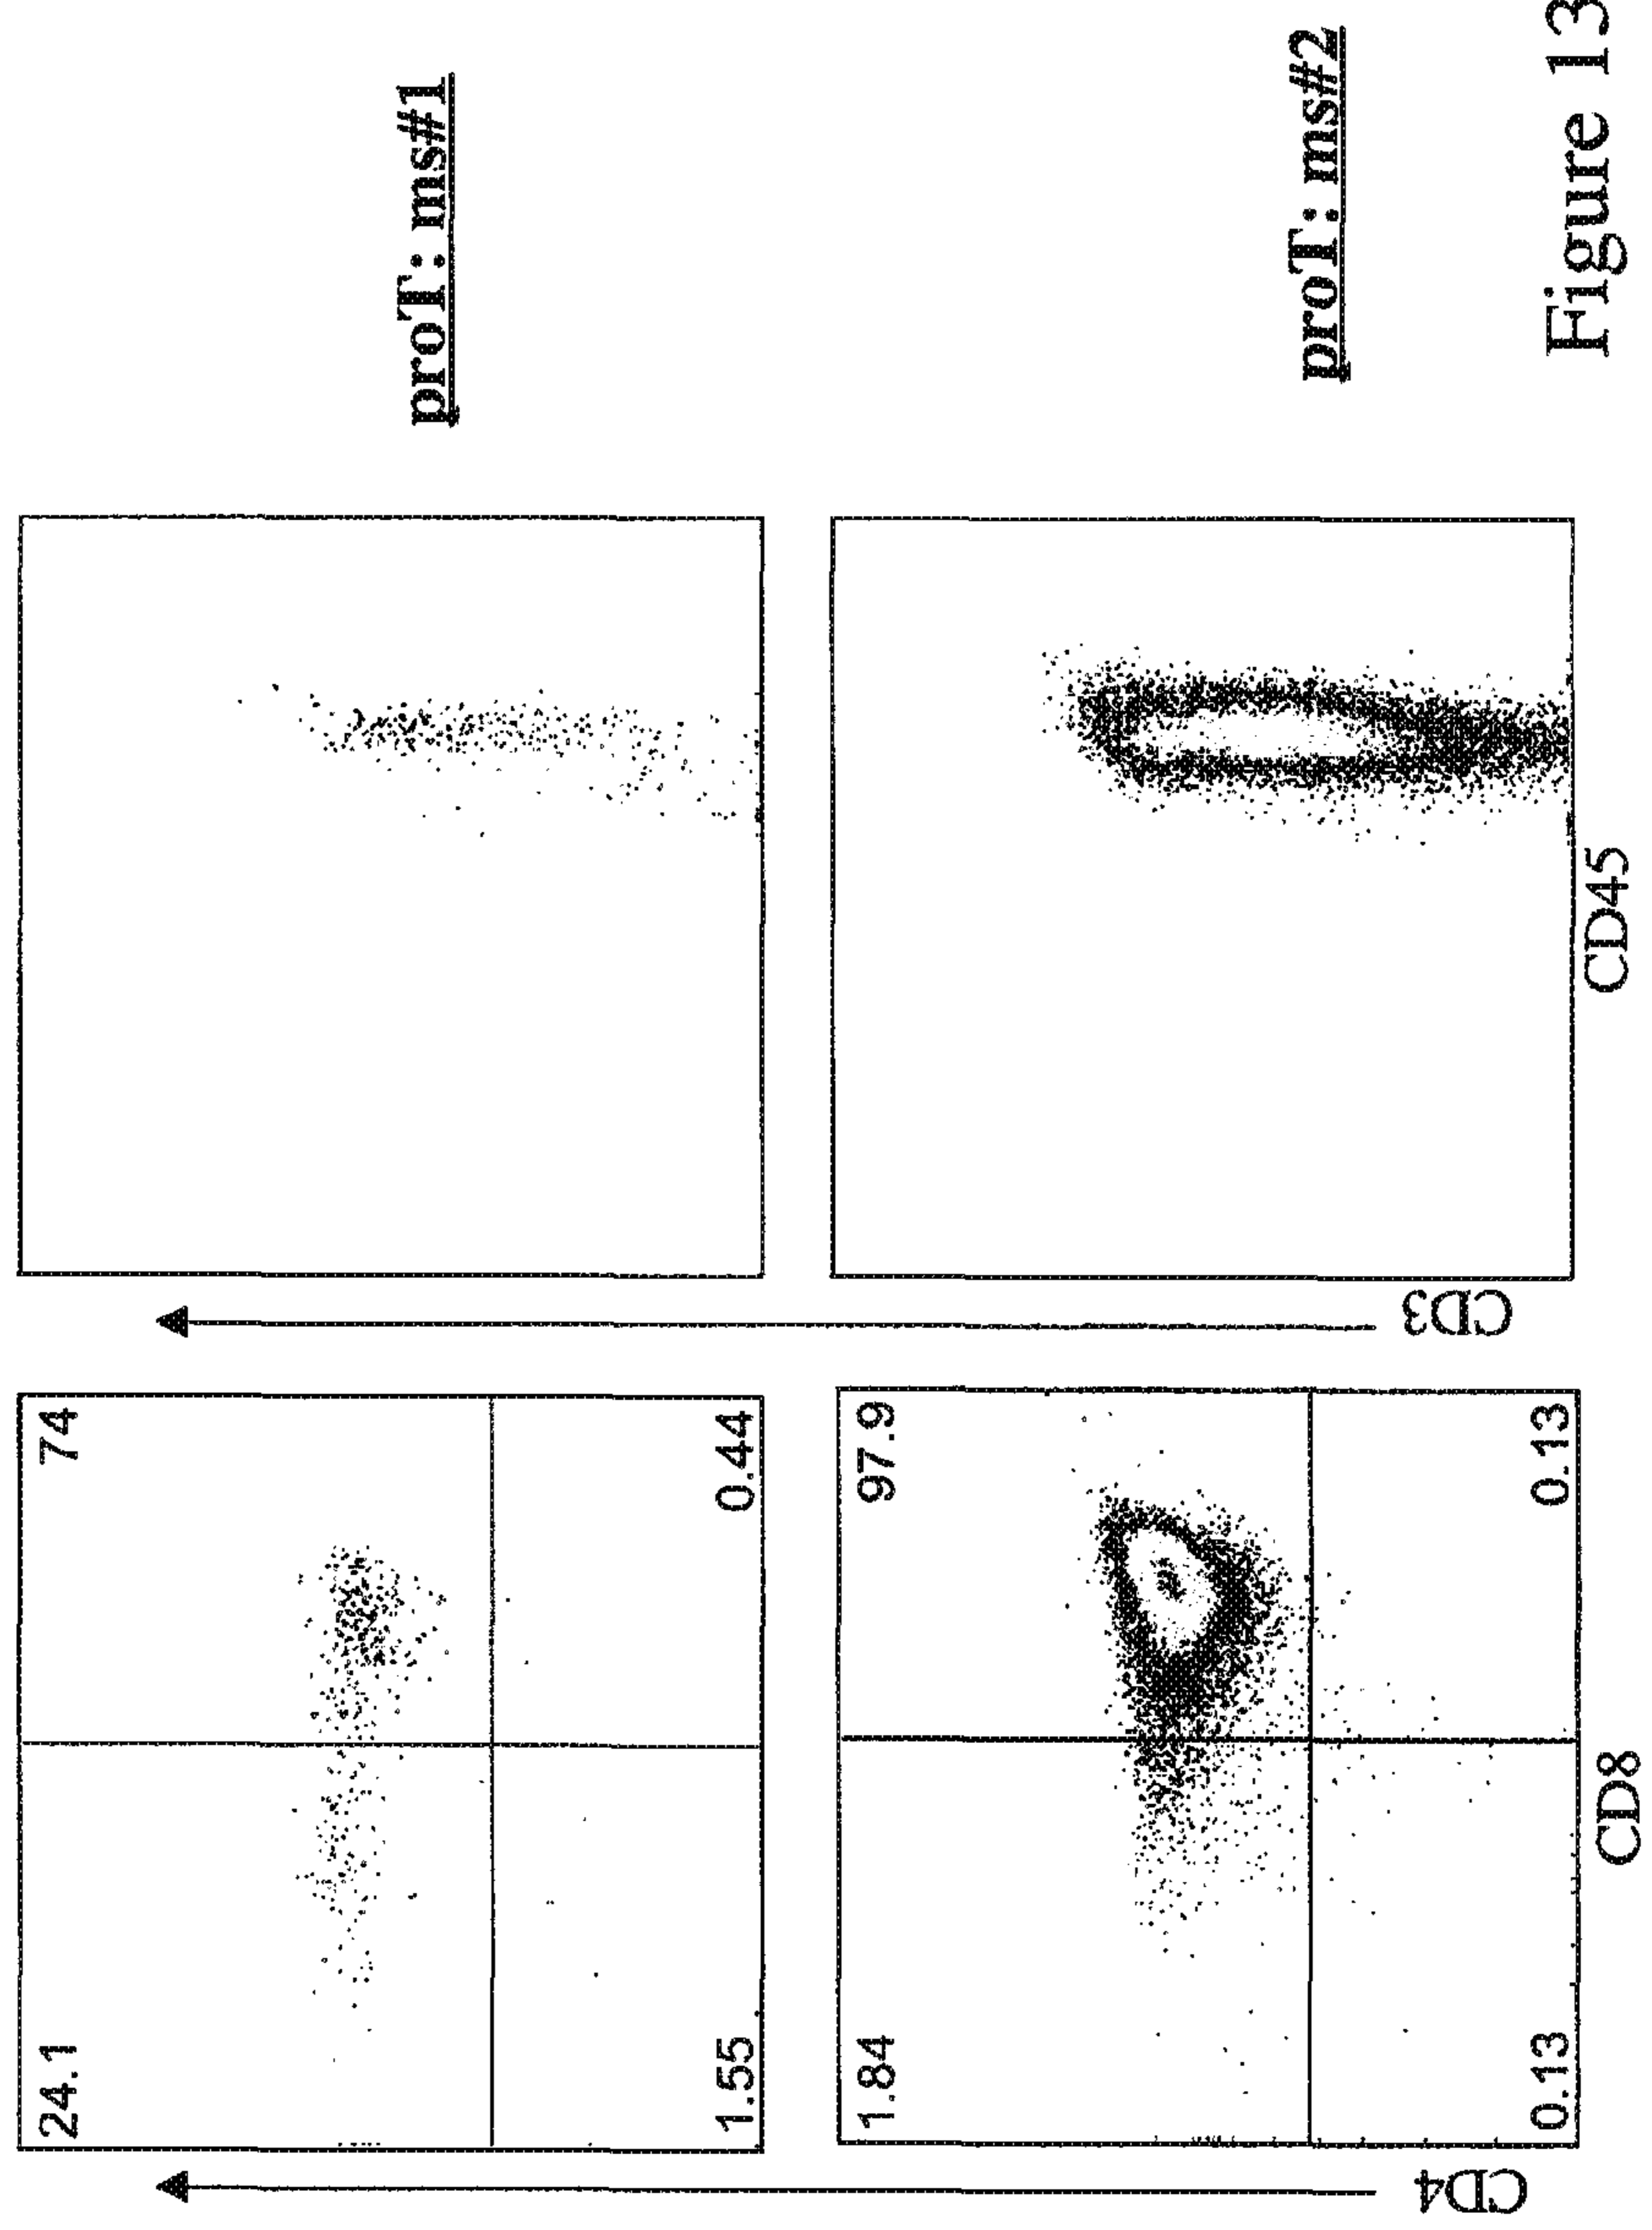 24.1
74
1.55
0.44
proT: ms#1
1.84
97.9
0.13
0.13
proT: ms#2
CD4
CD8
CD3
CD45
Figure 13